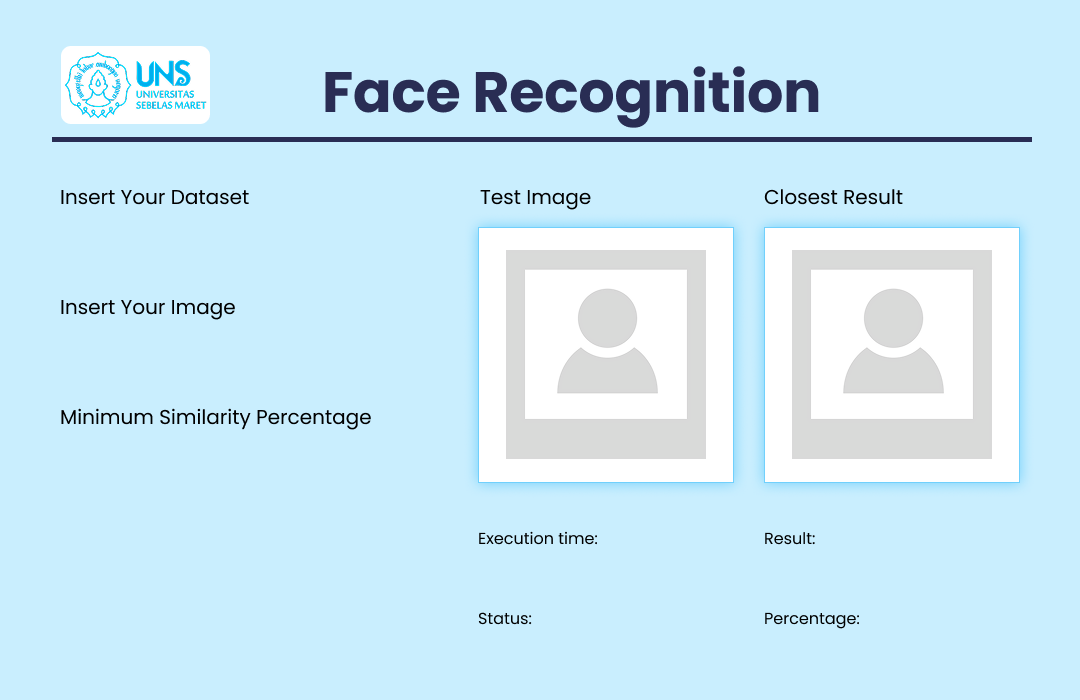 UNS
UNIVERSITAS
SEBELAS MARET
Face Recognition
Insert Your Dataset
Test Image
Closest Result
Insert Your Image
Minimum Similarity Percentage
Execution time:
Result:
Status:
Percentage: